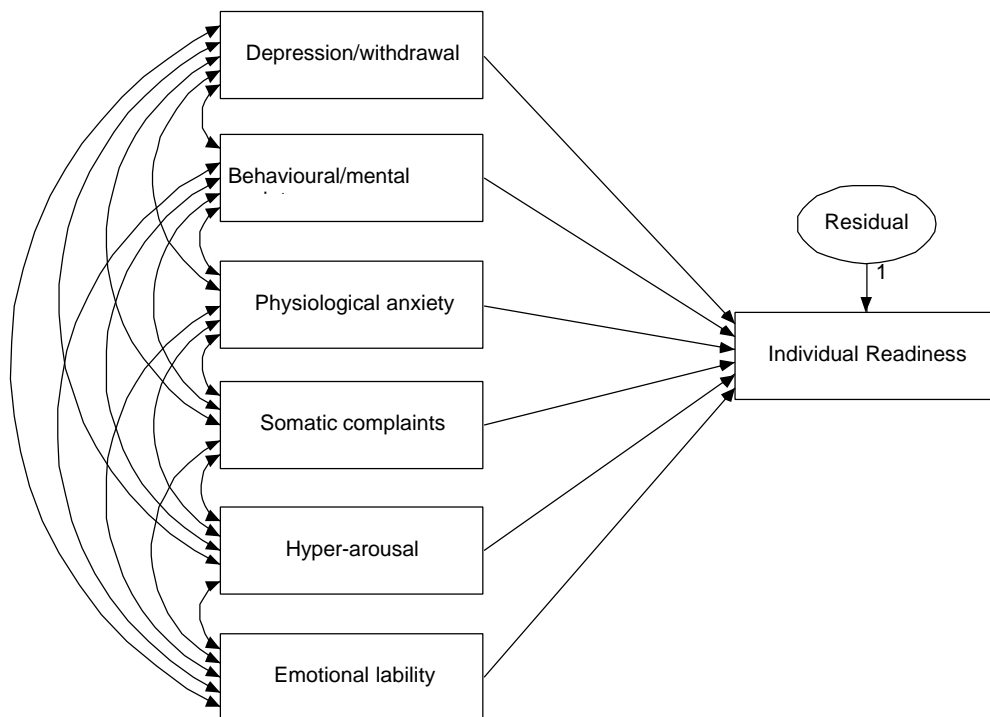 Depression/withdrawal
Behavioural/mental
Physiological anxiety
Somatic complaints
Hyper-arousal
Emotional lability
Residual
1
Individual Readiness